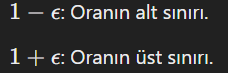 1 − ϵ: Oranın alt sınırı.
1 + ϵ: Oranın üst sınırı.